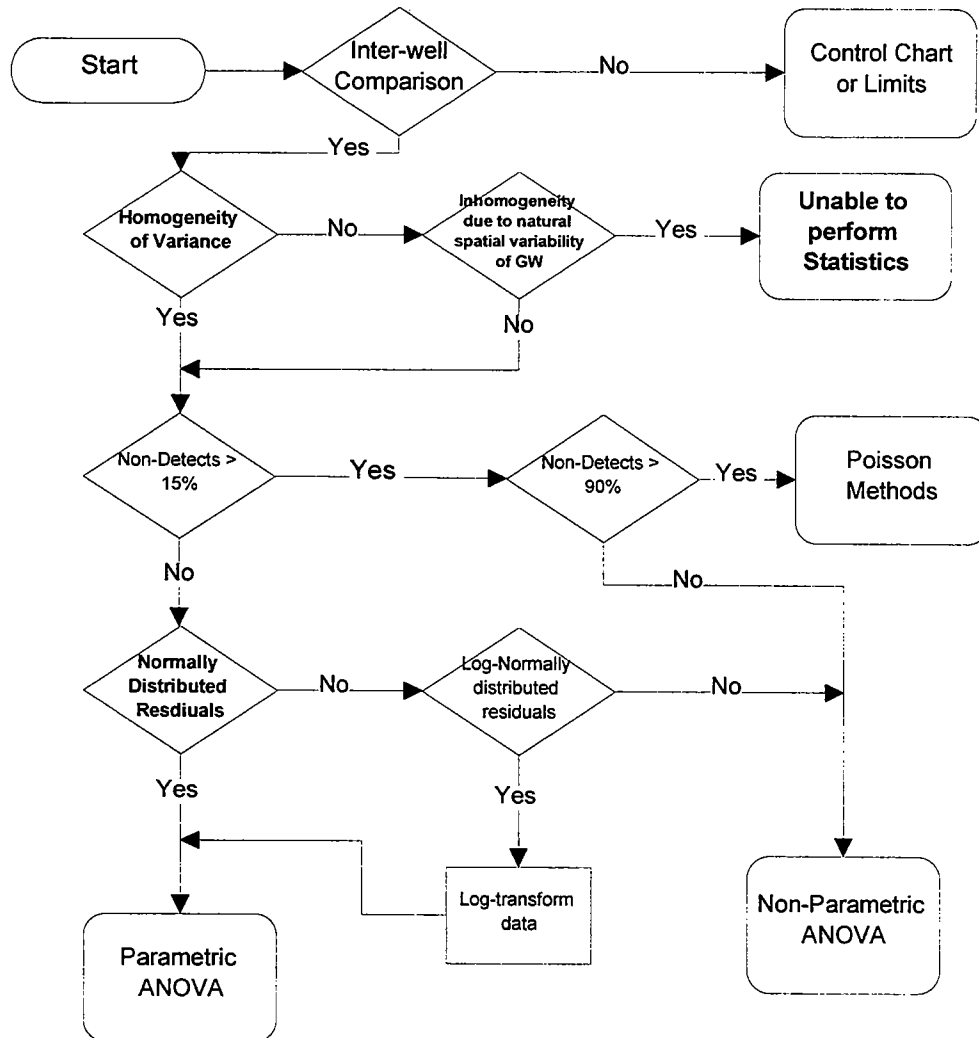 Start
Inter-well
Comparison
No
Control Chart
or Limits
Yes
Homogeneity
of Variance
No
Inhomogeneity
due to natural
spatial variability
of GW
Yes
Unable to
perform
Statistics
Yes
No
Non-Detects >
15%
Yes
Non-Detects >
90%
Yes
Poisson
Methods
No
No
Normally
Distributed
Resdiuals
No
Log-Normally
distributed
residuals
No
Yes
Yes
Log-transform
data
Non-Parametric
ANOVA
Parametric
ANOVA